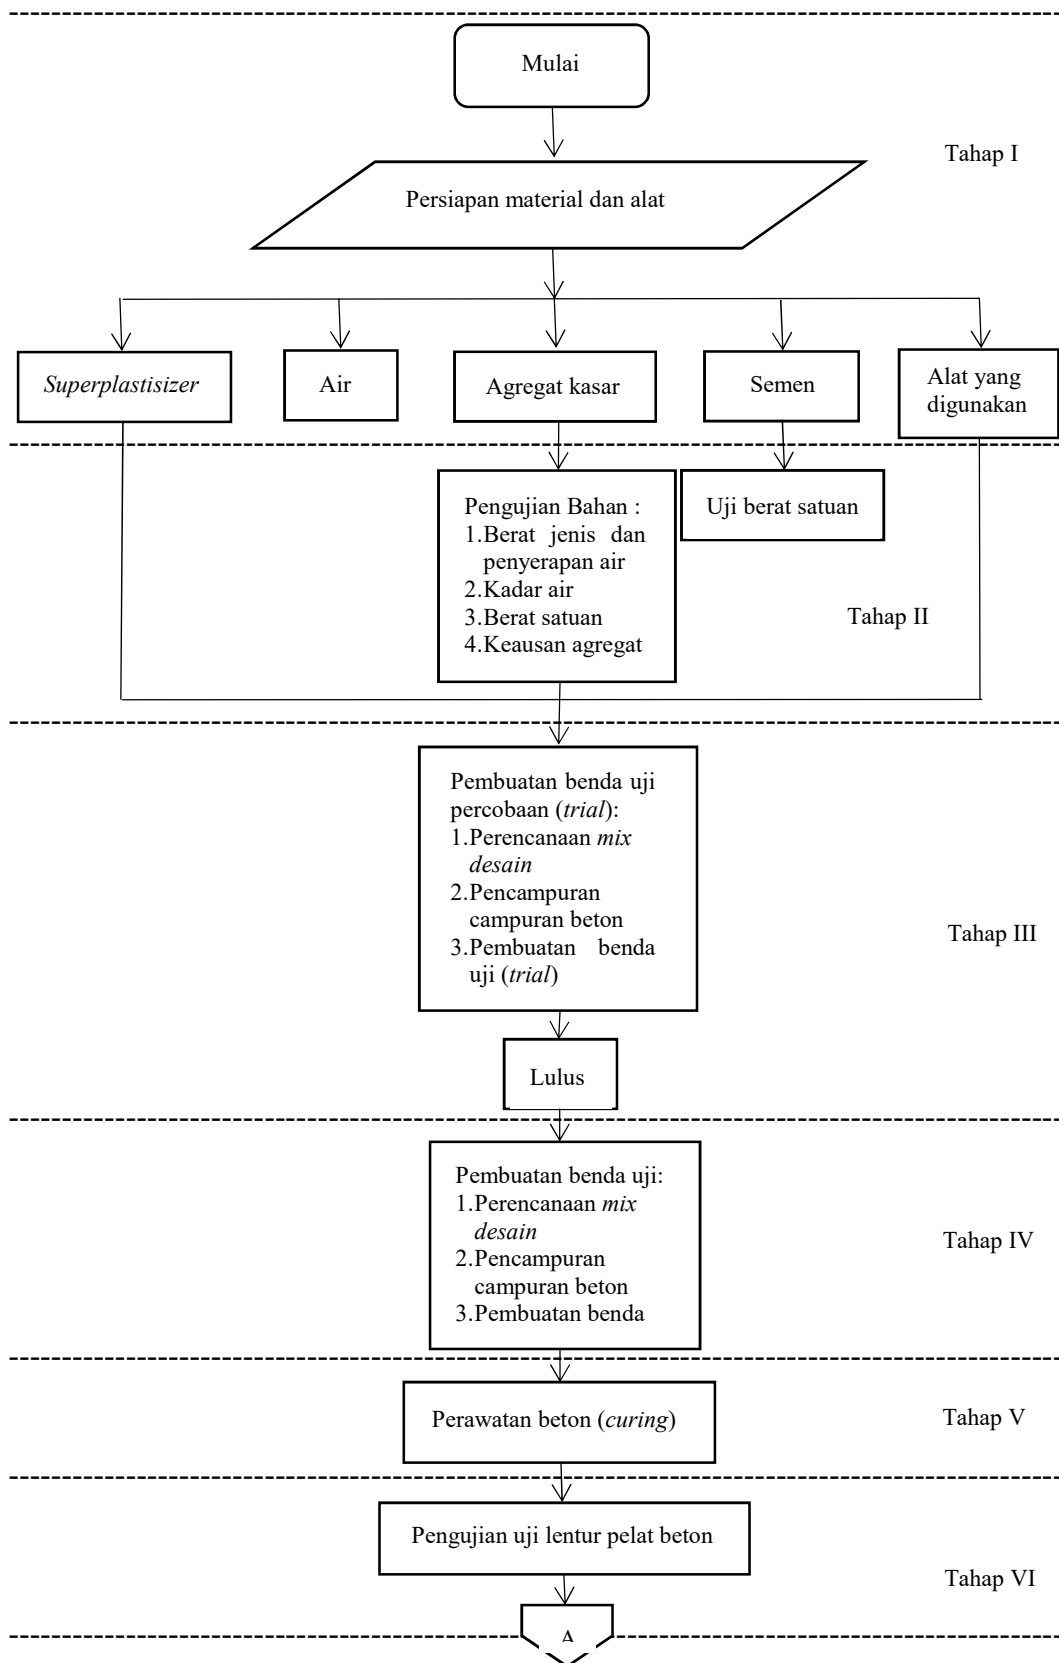 Mulai
Tahap I
Persiapan material dan alat
Superplastisizer
Air
Agregat kasar
Semen
Alat yang
digunakan
Pengujian Bahan :
1.Berat jenis dan
penyerapan air
2.Kadar air
3.Berat satuan
4.Keausan agregat
Uji berat satuan
Tahap II
Pembuatan benda uji
percobaan (trial):
1.Perencanaan mix
desain
2.Pencampuran
campuran beton
3.Pembuatan benda
uji (trial)
Tahap III
Lulus
Pembuatan benda uji:
1.Perencanaan mix
desain
2.Pencampuran
campuran beton
3.Pembuatan benda
Tahap IV
Perawatan beton (curing)
Tahap V
Pengujian uji lentur pelat beton
Tahap VI
A